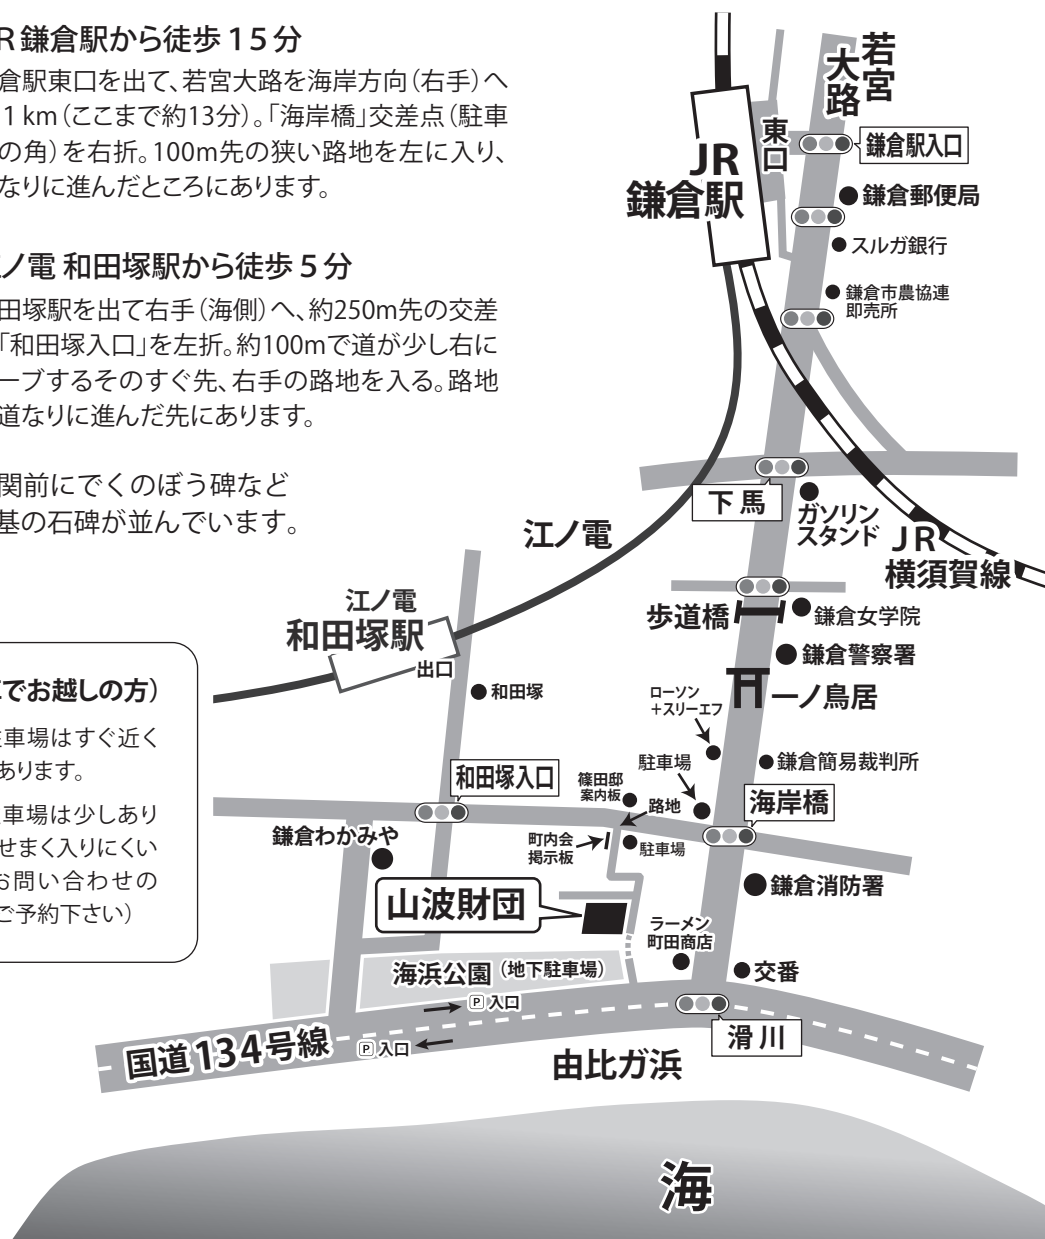 R 鎌倉駅から徒歩 15 分
倉駅東口を出て、若宮大路を海岸方向（右手）へ
1 km（ここまで約13分）。「海岸橋」交差点（駐車
の角）を右折。100m先の狭い路地を左に入り、
なりに進んだところにあります。
ノ電 和田塚駅から徒歩 5 分
田塚駅を出て右手（海側）へ、約250m先の交差
「和田塚入口」を左折。約100mで道が少し右に
ーブするそのすぐ先、右手の路地を入る。路地
道なりに進んだ先にあります。
関前にでくのぼう碑など
基の石碑が並んでいます。
でお越しの方）
車場はすぐ近く
あります。
車場は少しあり
せまく入りにくい
お問い合わせの
ご予約下さい）
若宮
大路
東口
JR
鎌倉駅
鎌倉駅入口
鎌倉郵便局
スルガ銀行
鎌倉市農協連
即売所
下馬
ガソリン
スタンド
江ノ電
JR
横須賀線
江ノ電
和田塚駅
出口
和田塚
歩道橋
鎌倉女学院
鎌倉警察署
一ノ鳥居
ローソン
＋スリーエフ
駐車場
鎌倉簡易裁判所
和田塚入口
篠田邸
案内板
路地
海岸橋
鎌倉わかみや
町内会
掲示板
駐車場
鎌倉消防署
山波財団
ラーメン
町田商店
交番
海浜公園（地下駐車場）
P 入口
P 入口
国道134号線
滑川
由比ガ浜
海